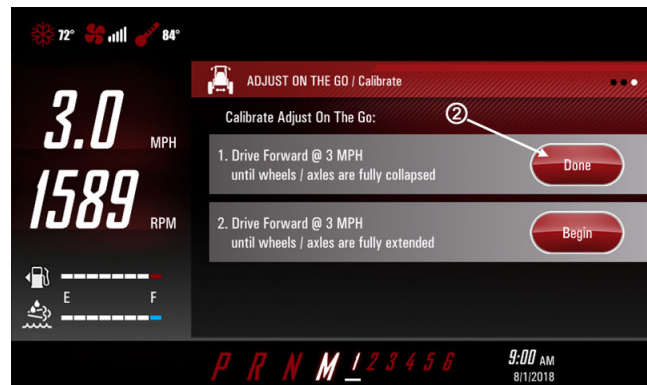 72° 84°
ADJUST ON THE GO / Calibrate
3.0 MPH
1589 RPM
E F
Calibrate Adjust On The Go:
②
1. Drive Forward @ 3 MPH
until wheels / axles are fully collapsed
Done
2. Drive Forward @ 3 MPH
until wheels / axles are fully extended
Begin
P R N M 1 2 3 4 5 6
9:00 AM
8/1/2018